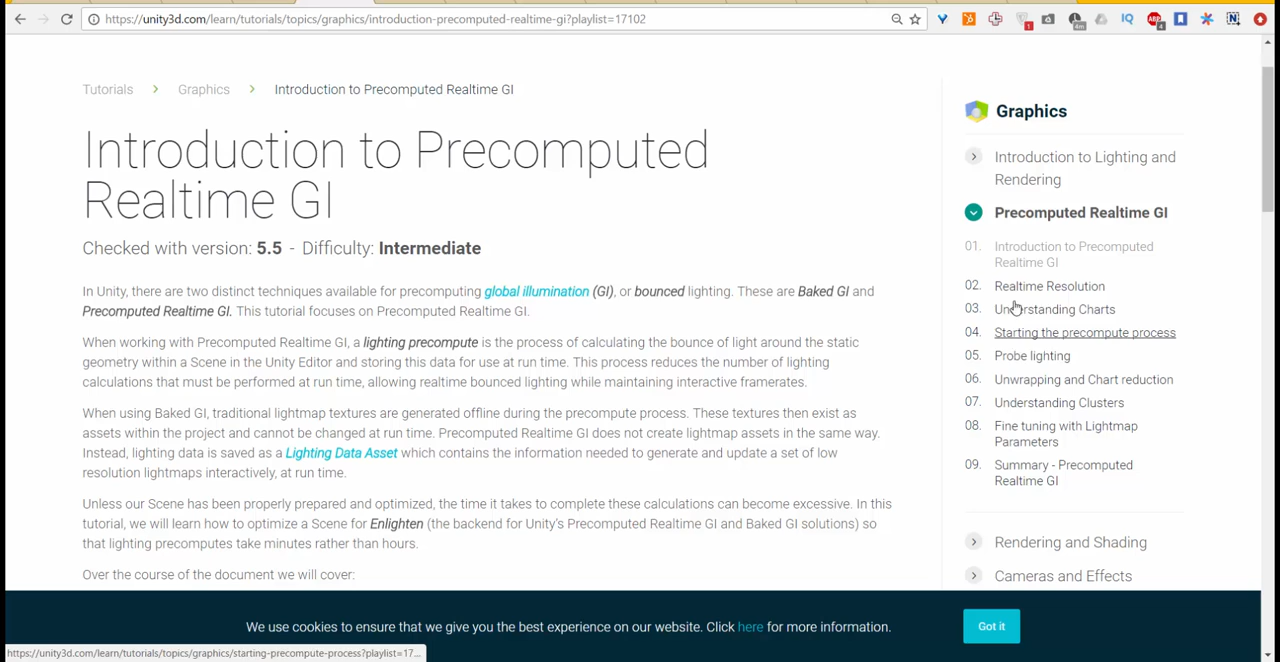 https://unity3d.com/learn/tutorials/topics/graphics/introduction-precomputed-realtime-gi?playlist=17102
Tutorials > Graphics > Introduction to Precomputed Realtime GI
Introduction to Precomputed
Realtime GI
Checked with version: 5.5 - Difficulty: Intermediate
In Unity, there are two distinct techniques available for precomputing global illumination (GI), or bounced lighting. These are Baked GI and
Precomputed Realtime GI. This tutorial focuses on Precomputed Realtime GI.
When working with Precomputed Realtime GI, a lighting precompute is the process of calculating the bounce of light around the static
geometry within a Scene in the Unity Editor and storing this data for use at run time. This process reduces the number of lighting
calculations that must be performed at run time, allowing realtime bounced lighting while maintaining interactive framerates.
When using Baked GI, traditional lightmap textures are generated offline during the precompute process. These textures then exist as
assets within the project and cannot be changed at run time. Precomputed Realtime GI does not create lightmap assets in the same way.
Instead, lighting data is saved as a Lighting Data Asset which contains the information needed to generate and update a set of low
resolution lightmaps interactively, at run time.
Unless our Scene has been properly prepared and optimized, the time it takes to complete these calculations can become excessive. In this
tutorial, we will learn how to optimize a Scene for Enlighten (the backend for Unity's Precomputed Realtime GI and Baked GI solutions) so
that lighting precomputes take minutes rather than hours.
Over the course of the document we will cover:
Graphics
Introduction to Lighting and
Rendering
Precomputed Realtime GI
01. Introduction to Precomputed
Realtime GI
02. Realtime Resolution
03. Understanding Charts
04. Starting the precompute process
05. Probe lighting
06. Unwrapping and Chart reduction
07. Understanding Clusters
08. Fine tuning with Lightmap
Parameters
09. Summary - Precomputed
Realtime GI
Rendering and Shading
Cameras and Effects
We use cookies to ensure that we give you the best experience on our website. Click here for more information.
Got it
https://unity3d.com/learn/tutorials/topics/graphics/starting-precompute-process?playlist=17...